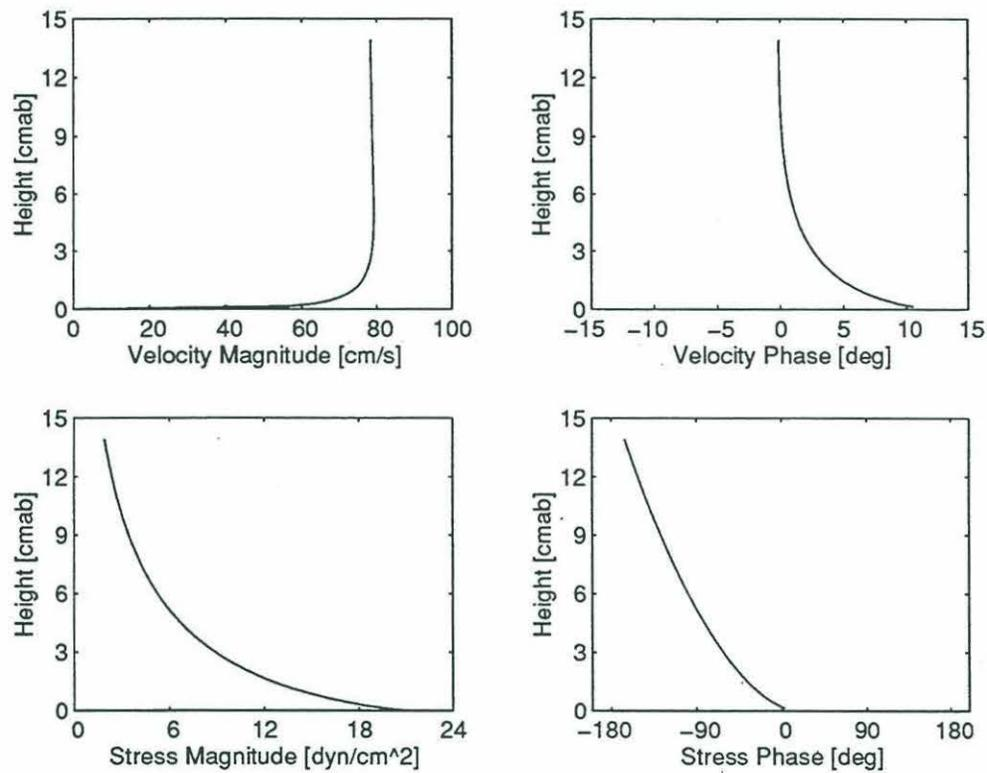 15
12
9
6
3
0
Height [cmab]
0 20 40 60 80 100
Velocity Magnitude [cm/s]
15
12
9
6
3
0
Height [cmab]
−15 −10 −5 0 5 10 15
Velocity Phase [deg]
15
12
9
6
3
0
Height [cmab]
0 6 12 18 24
Stress Magnitude [dyn/cm^2]
15
12
9
6
3
0
Height [cmab]
−180 −90 0 90 180
Stress Phase [deg]